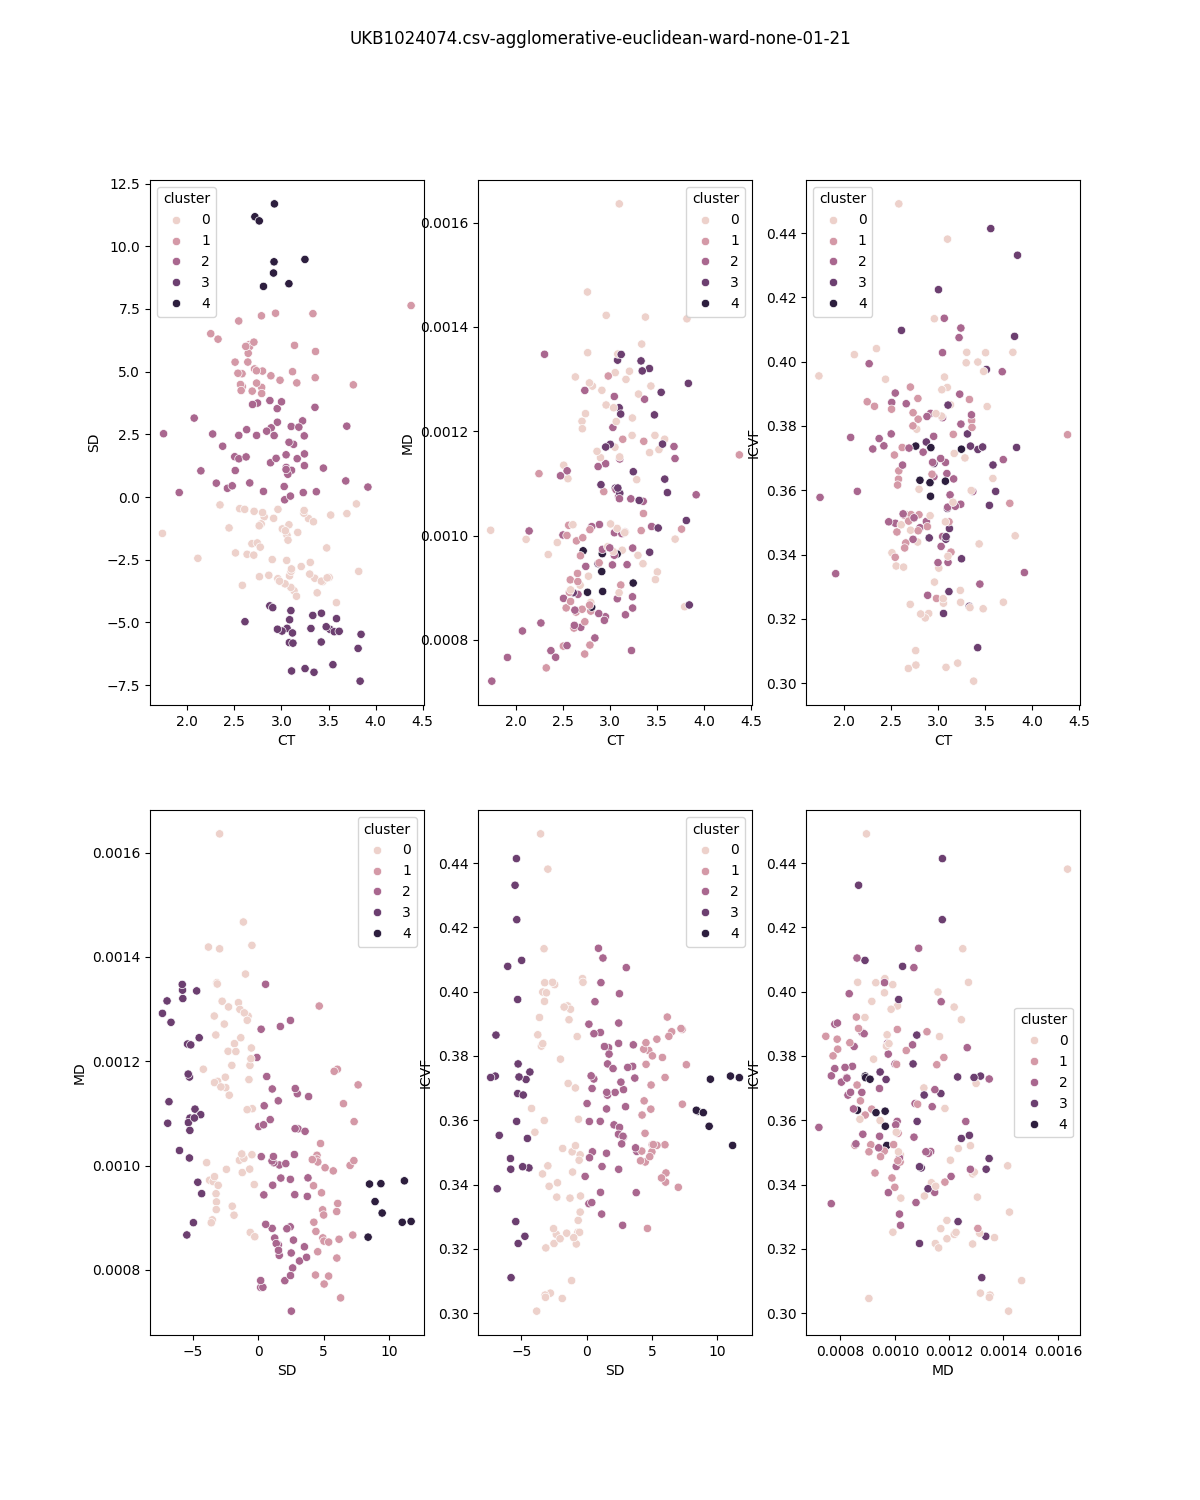 UKB1024074.csv-agglomerative-euclidean-ward-none-01-21
12.5
10.0
7.5
5.0
2.5
0.0
−2.5
−5.0
−7.5
SD
cluster
0
1
2
3
4
2.0 2.5 3.0 3.5 4.0 4.5
CT
0.0016
0.0014
0.0012
0.0010
0.0008
MD
cluster
0
1
2
3
4
2.0 2.5 3.0 3.5 4.0 4.5
CT
0.44
0.42
0.40
0.38
0.36
0.34
0.32
0.30
ICVF
cluster
0
1
2
3
4
2.0 2.5 3.0 3.5 4.0 4.5
CT
0.0016
0.0014
0.0012
0.0010
0.0008
MD
cluster
0
1
2
3
4
−5 0 5 10
SD
0.44
0.42
0.40
0.38
0.36
0.34
0.32
0.30
ICVF
cluster
0
1
2
3
4
−5 0 5 10
SD
0.44
0.42
0.40
0.38
0.36
0.34
0.32
0.30
ICVF
cluster
0
1
2
3
4
0.0008 0.0010 0.0012 0.0014 0.0016
MD